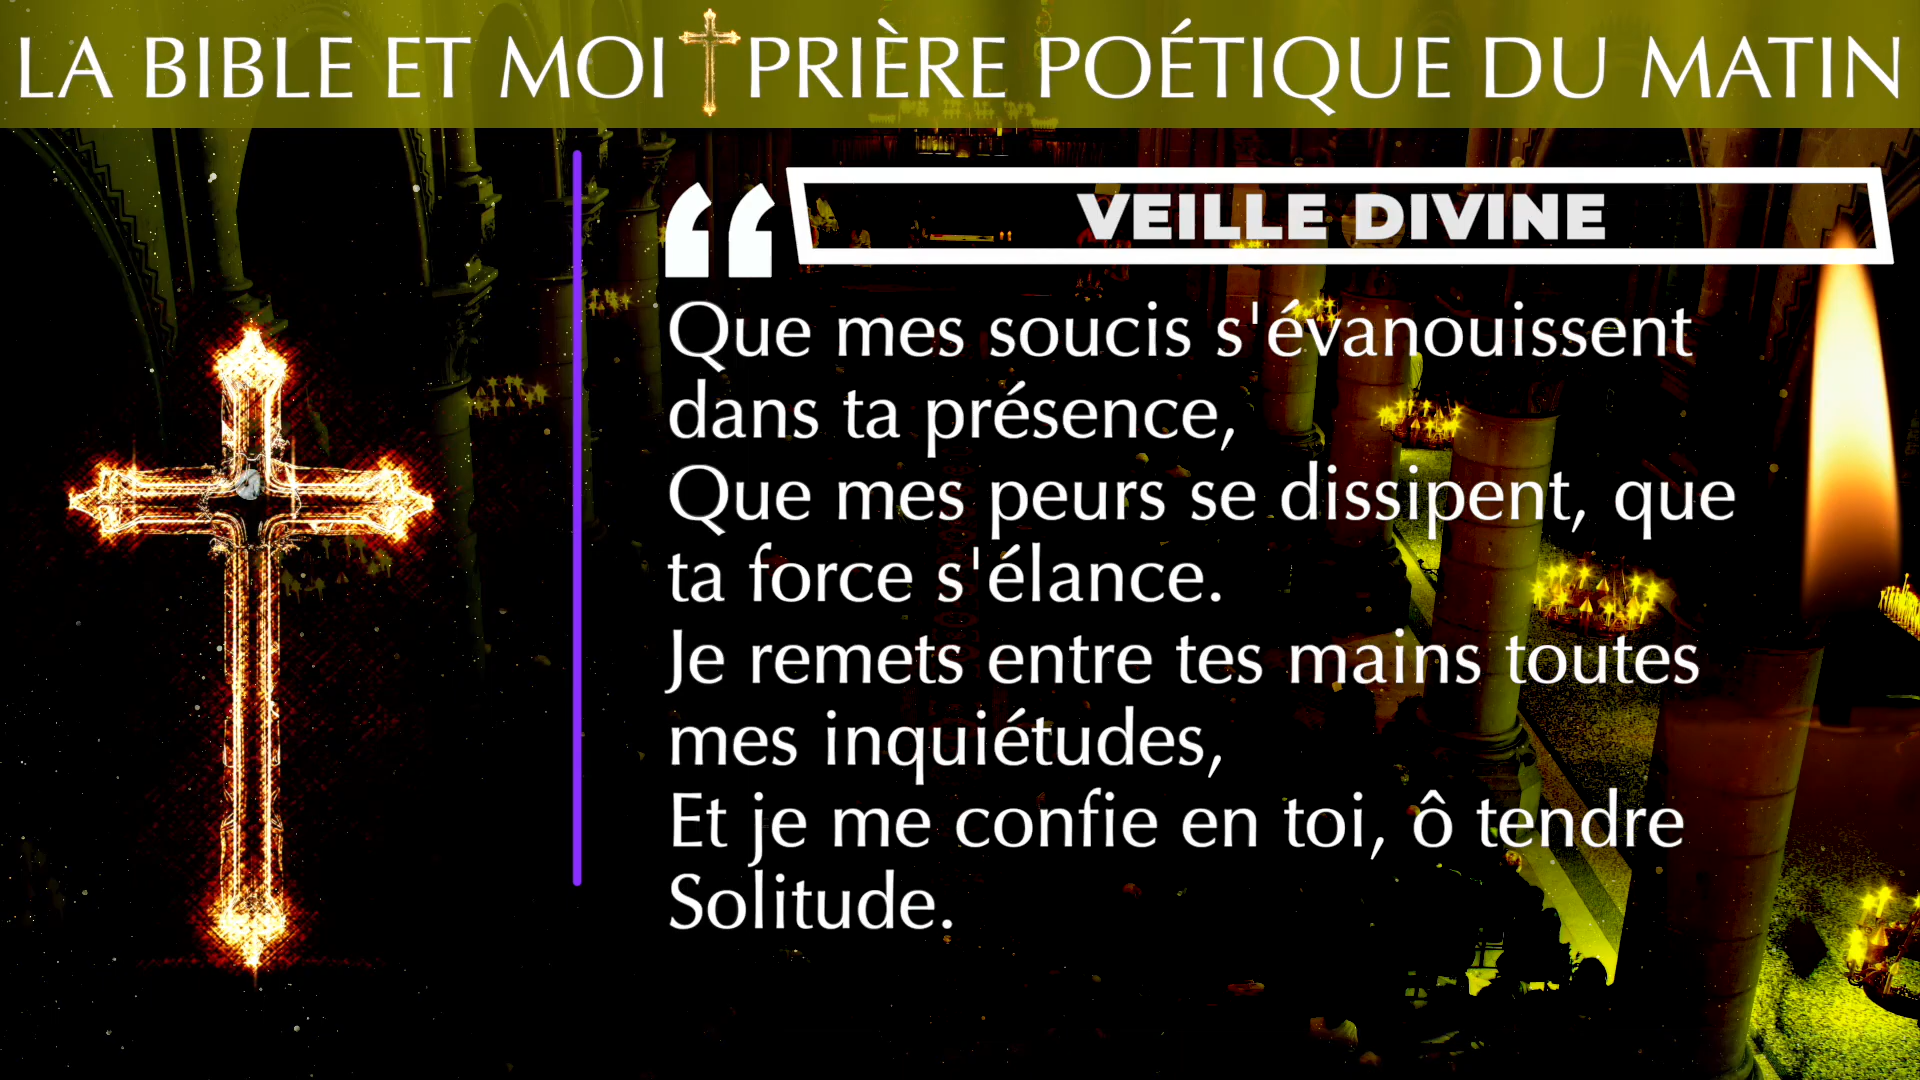 LA BIBLE ET MOI PRIÈRE POÉTIQUE DU MATIN
VEILLE DIVINE
Que mes soucis s'évanouissent
dans ta présence,
Que mes peurs se dissipent, que
ta force s'élance.
Je remets entre tes mains toutes
mes inquiétudes,
Et je me confie en toi, ô tendre
Solitude.